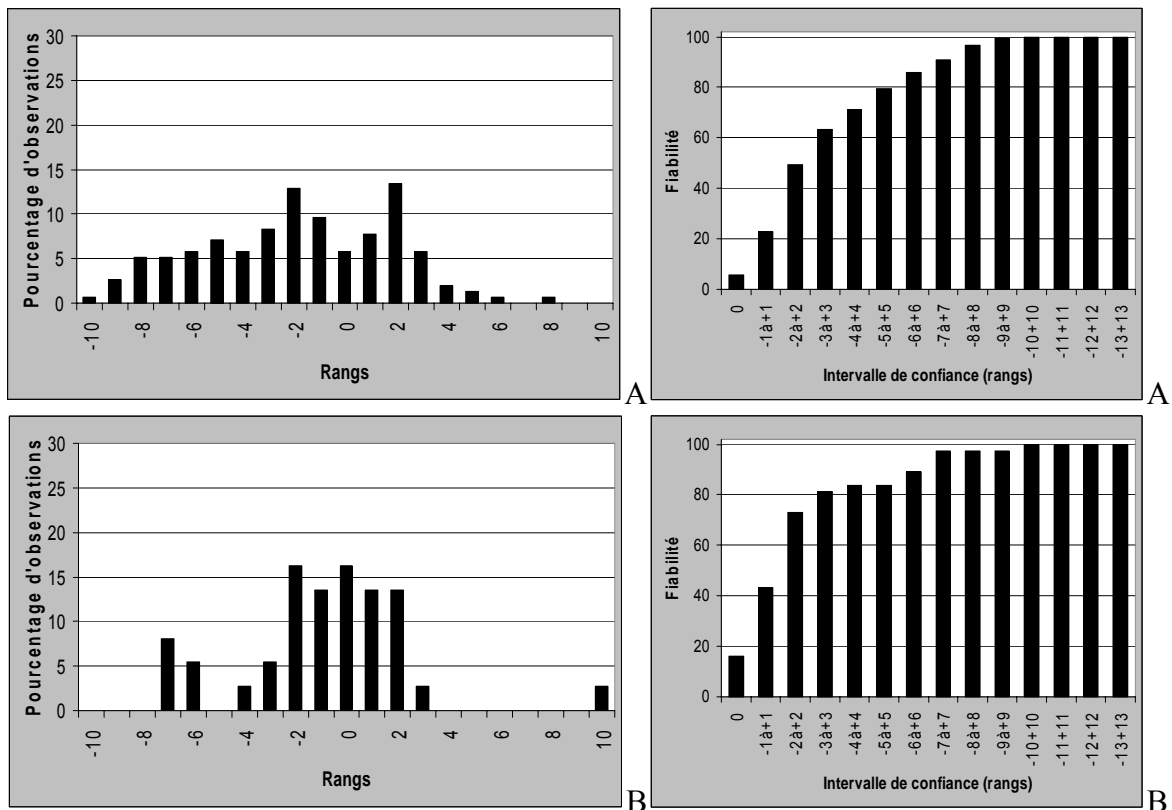 Pourcentage d'observations
30
25
20
15
10
5
0
-10
-8
-6
-4
-2
0
2
4
6
8
10
Rangs
A
Fiabilité
100
80
60
40
20
0
0
-1à+1
-2à+2
-3à+3
-4à+4
-5à+5
-6à+6
-7à+7
-8à+8
-9à+9
-10+10
-11+11
-12+12
-13+13
Intervalle de confiance (rangs)
A
Pourcentage d'observations
30
25
20
15
10
5
0
-10
-8
-6
-4
-2
0
2
4
6
8
10
Rangs
B
Fiabilité
100
80
60
40
20
0
0
-1à+1
-2à+2
-3à+3
-4à+4
-5à+5
-6à+6
-7à+7
-8à+8
-9à+9
-10+10
-11+11
-12+12
-13+13
Intervalle de confiance (rangs)
B